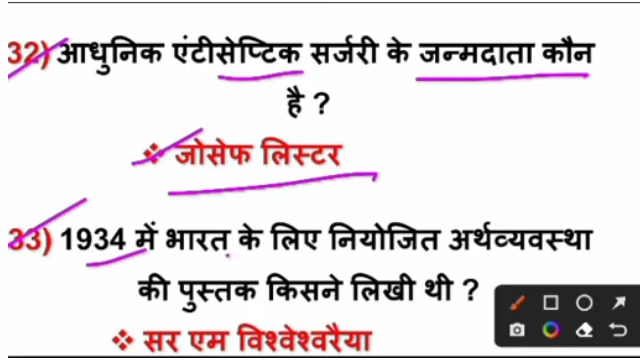 32) आधुनिक एंटीसेप्टिक सर्जरी के जन्मदाता कौन
है ?
❖ जोसेफ लिस्टर
33) 1934 में भारत के लिए नियोजित अर्थव्यवस्था
की पुस्तक किसने लिखी थी ?
❖ सर एम विश्वेश्वरैया